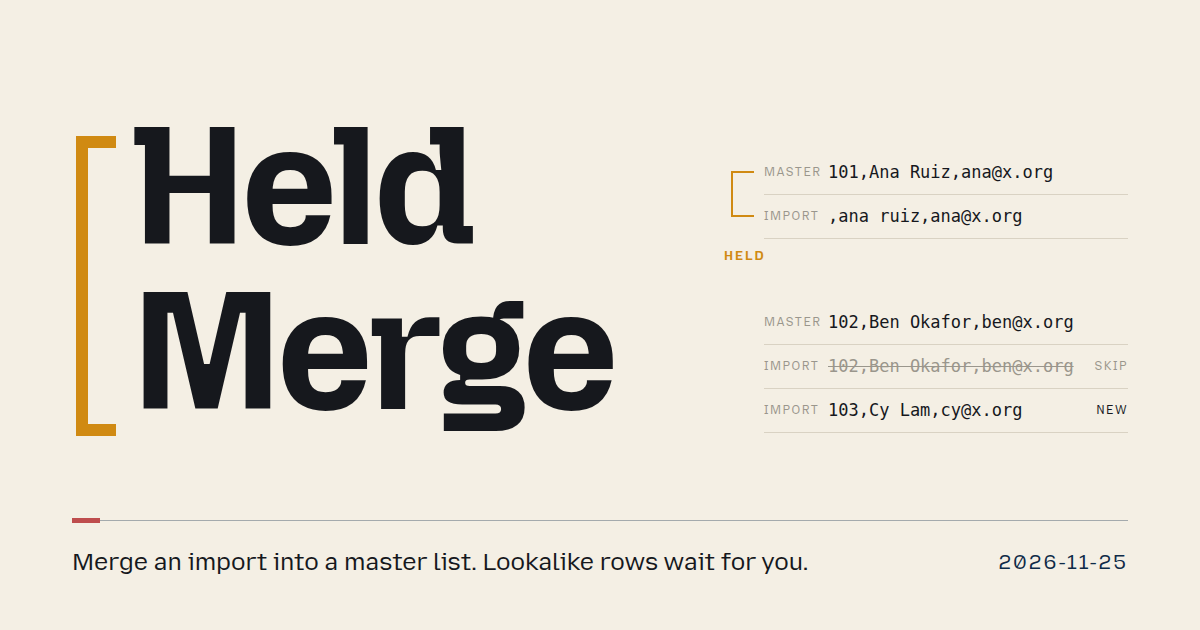 Held
Merge
MASTER 101,Ana Ruiz,ana@x.org
IMPORT ,ana ruiz,ana@x.org
HELD
MASTER 102,Ben Okafor,ben@x.org
IMPORT 102,Ben Okafor,ben@x.org SKIP
IMPORT 103,Cy Lam,cy@x.org NEW
Merge an import into a master list. Lookalike rows wait for you.
2026-11-25